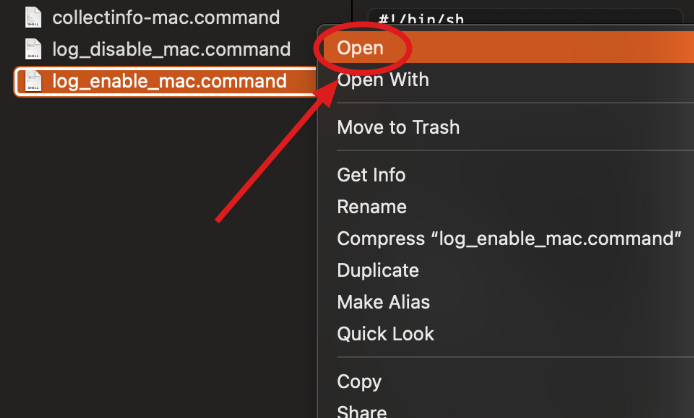 collectinfo-mac.command
log_disable_mac.command
log_enable_mac.command
#!/bin/sh
Open
Open With
Move to Trash
Get Info
Rename
Compress “log_enable_mac.command”
Duplicate
Make Alias
Quick Look
Copy
Share